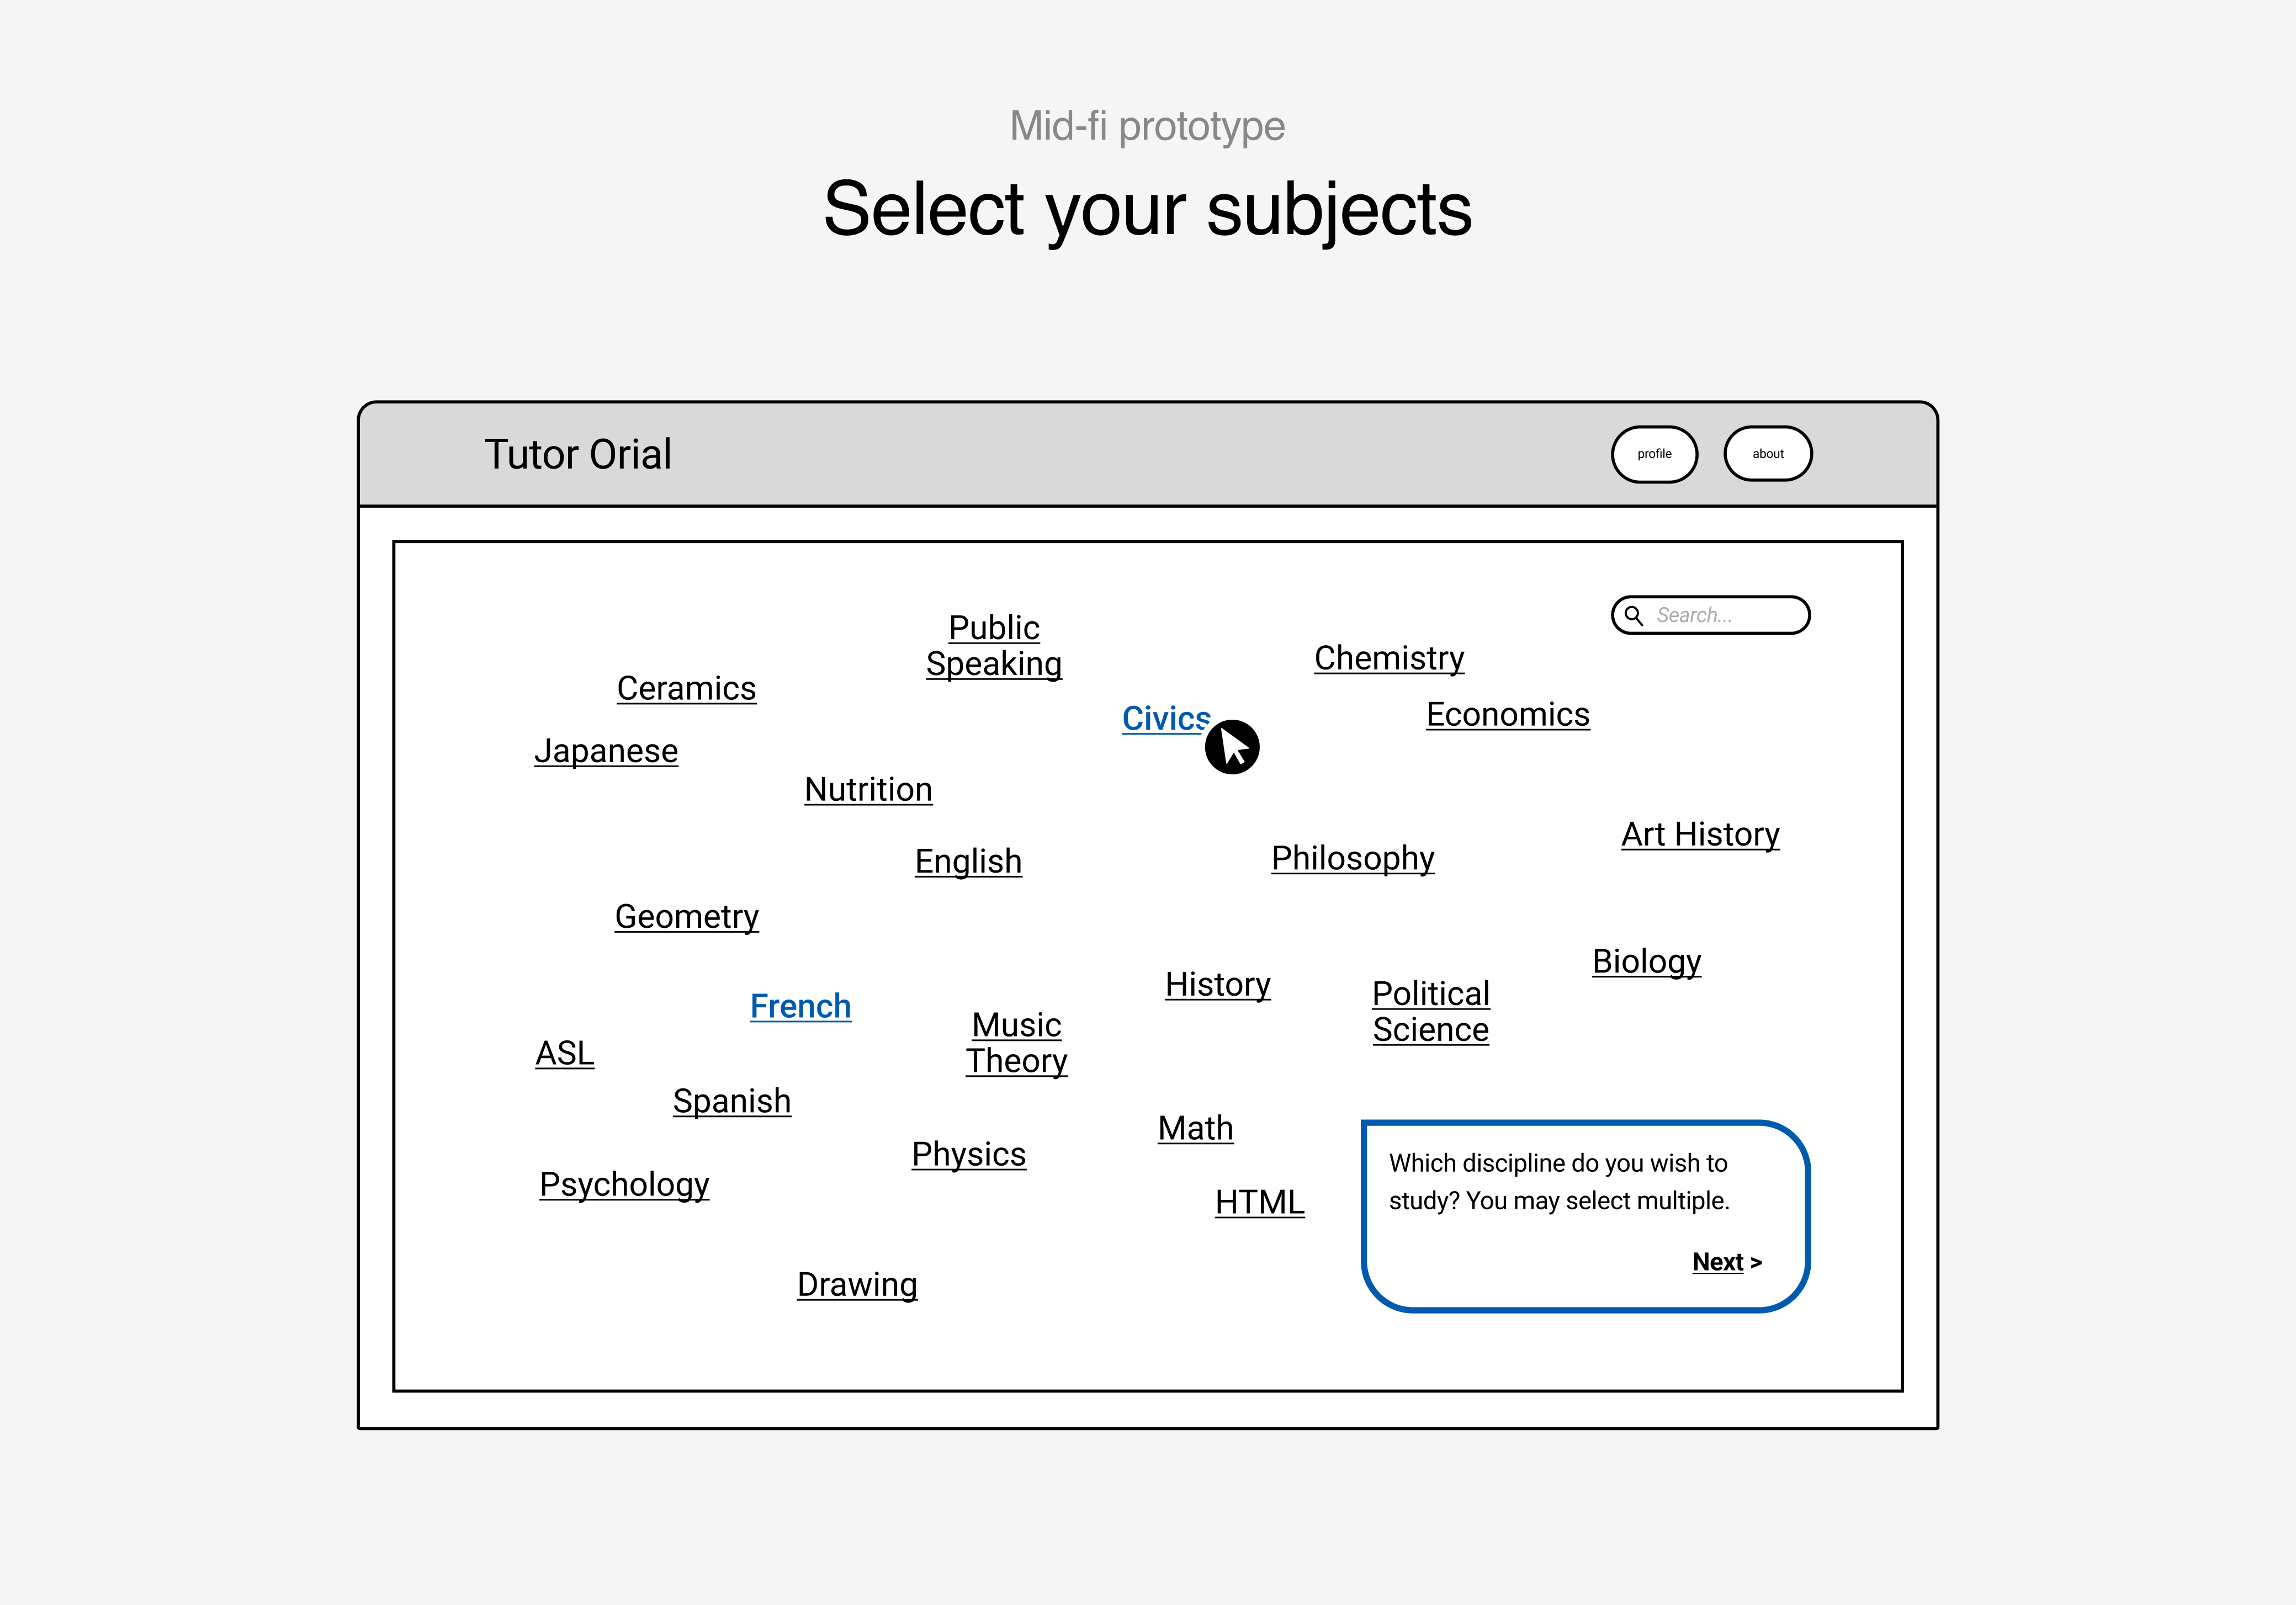 Mid-fi prototype
Select your subjects
Tutor Orial
profile
about
Search...
Public
Speaking
Chemistry
Ceramics
Civics
Economics
Japanese
Nutrition
Art History
English
Philosophy
Geometry
Biology
History
Political
Science
French
Music
Theory
ASL
Spanish
Math
Physics
Psychology
HTML
Drawing
Which discipline do you wish to
study? You may select multiple.
Next >